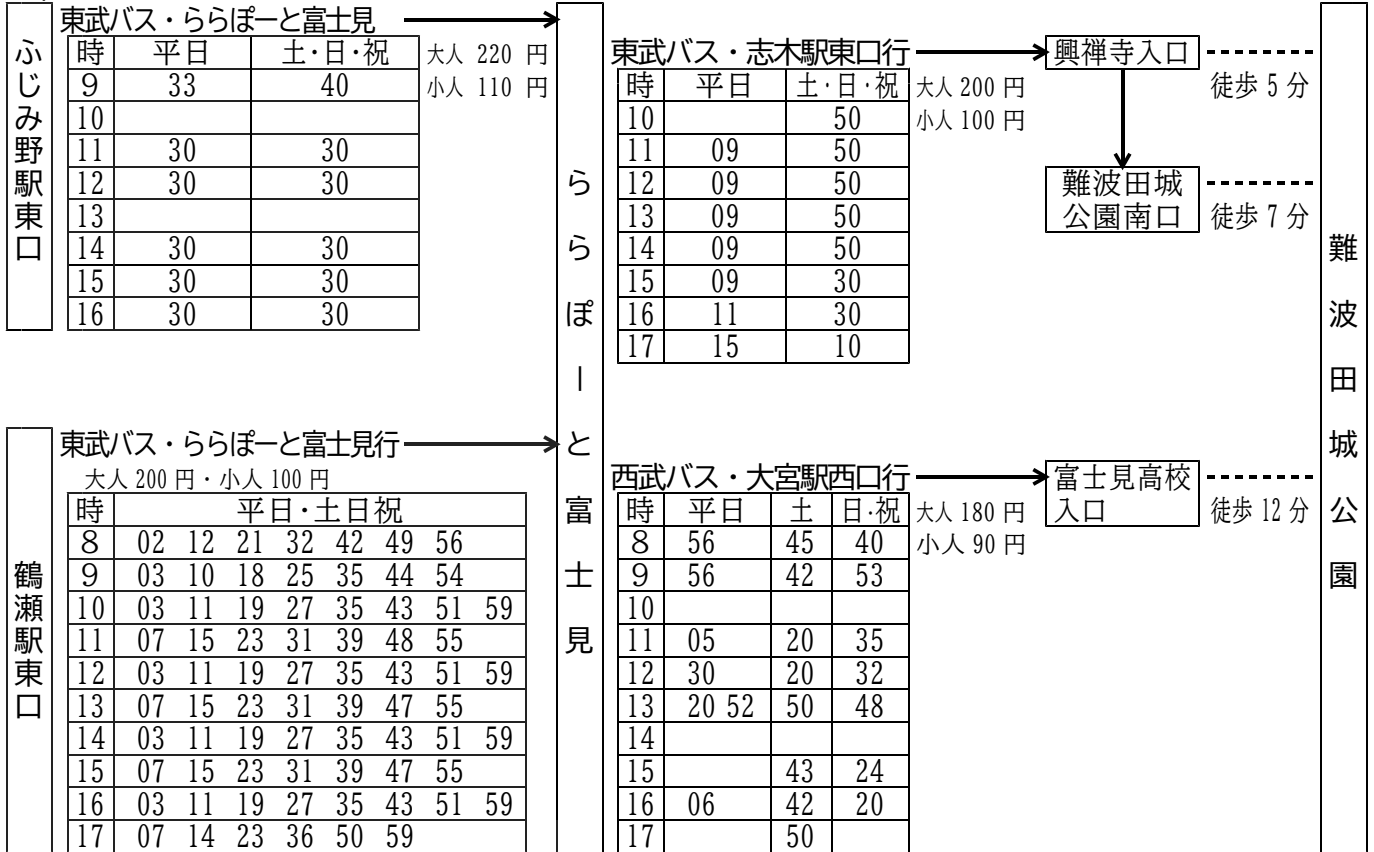 ふじみ野駅東口
東武バス・ららぽーと富士見
時 平日 土·日·祝
9 33 40
10
11 30 30
12 30 30
13
14 30 30
15 30 30
16 30 30
大人 220 円
小人 110 円
鶴瀬駅東口
東武バス・ららぽーと富士見行
大人 200 円・小人 100 円
時 平日・土日祝
8 02 12 21 32 42 49 56
9 03 10 18 25 35 44 54
10 03 11 19 27 35 43 51 59
11 07 15 23 31 39 48 55
12 03 11 19 27 35 43 51 59
13 07 15 23 31 39 47 55
14 03 11 19 27 35 43 51 59
15 07 15 23 31 39 47 55
16 03 11 19 27 35 43 51 59
17 07 14 23 36 50 59
ららぽーと富士見
東武バス・志木駅東口行
時 平日 土·日·祝
10 50
11 09 50
12 09 50
13 09 50
14 09 50
15 09 30
16 11 30
17 15 10
大人 200 円
小人 100 円
興禅寺入口
徒歩 5 分
難波田城
公園南口
徒歩 7 分
西武バス・大宮駅西口行
時 平日 土 日·祝
8 56 45 40
9 56 42 53
10
11 05 20 35
12 30 20 32
13 20 52 50 48
14
15 43 24
16 06 42 20
17 50
大人 180 円
小人 90 円
富士見高校
入口
徒歩 12 分
難波田城公園